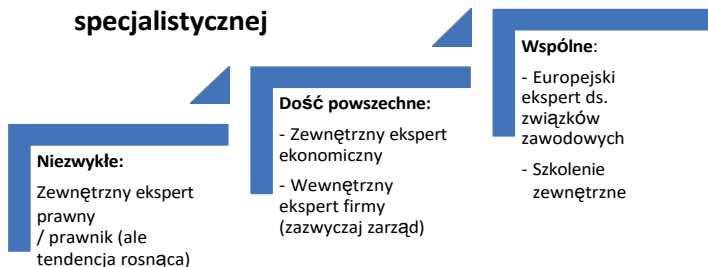 specjalistycznej
Niezwykłe:
Zewnętrzny ekspert
prawny
/ prawnik (ale
tendencja rosnąca)
Dość powszechne:
- Zewnętrzny ekspert
ekonomiczny
- Wewnętrzny
ekspert firmy
(zazwyczaj zarząd)
Wspólne:
- Europejski
ekspert ds.
związków
zawodowych
- Szkolenie
zewnętrzne